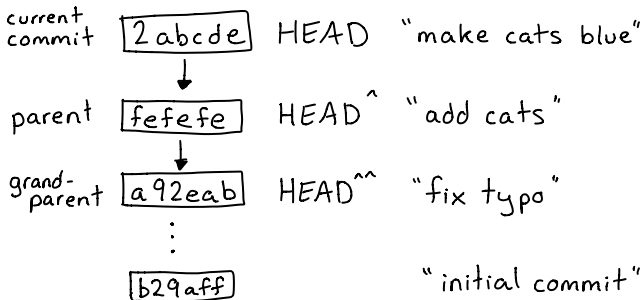 current
commit 2abcde HEAD "make cats blue"
parent fefefe HEAD^ "add cats"
grand-
parent a92eab HEAD^^ "fix typo"
b29aff "initial commit"